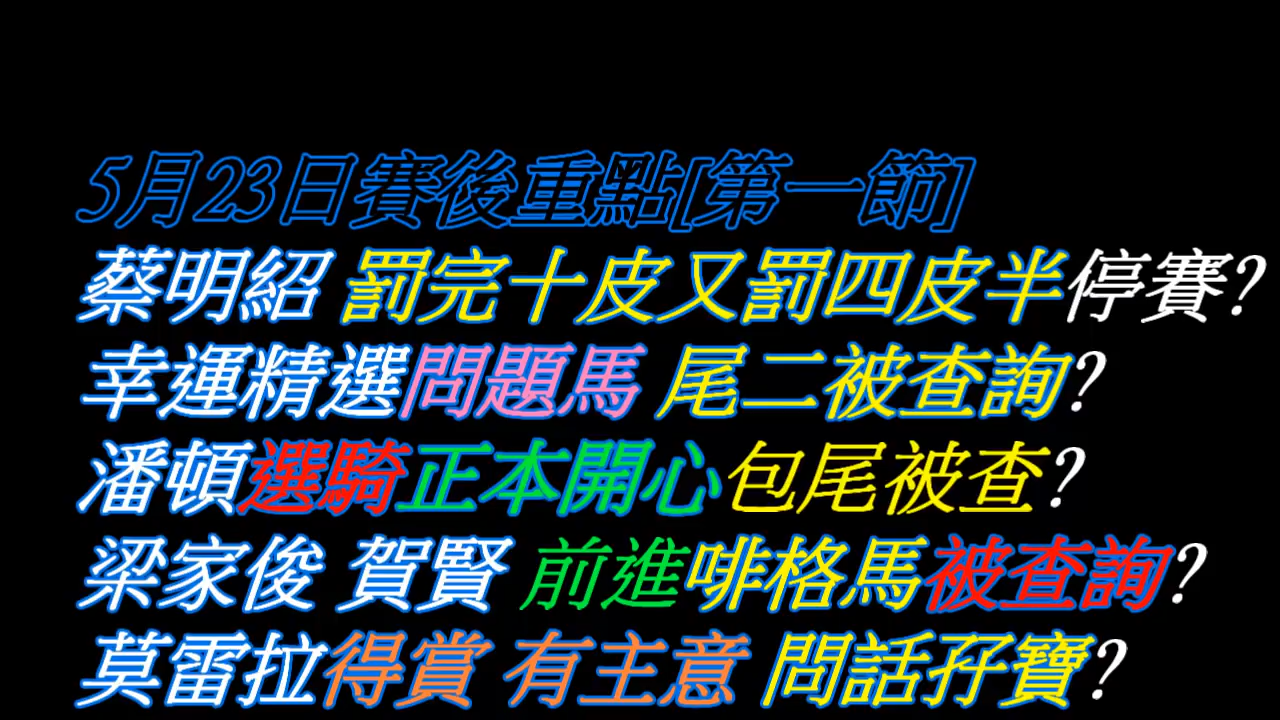 5月23日賽後重點[第一節]
蔡明紹 罰完十皮又罰四皮半停賽?
幸運精選問題馬 尾二被查詢?
潘頓選騎正本開心包尾被查?
梁家俊 賀賢 前進啡格馬被查詢?
莫雷拉得賞 有主意 問話孖寶?